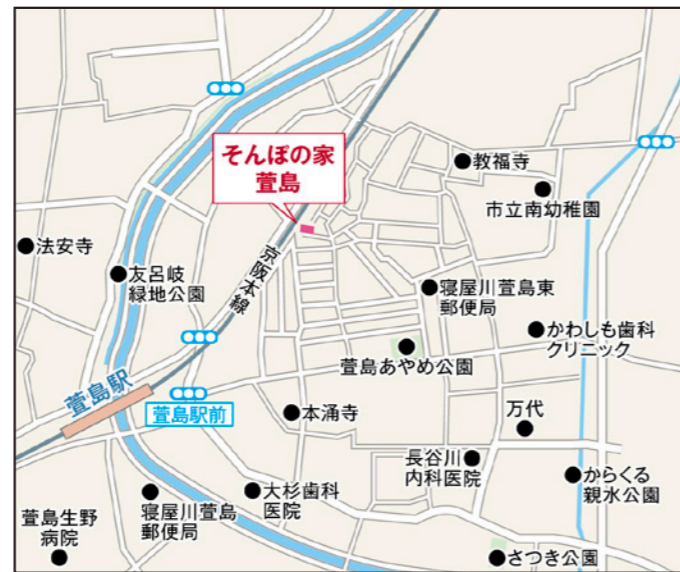 そんぽの家
萱島
教福寺
市立南幼稚園
法安寺
友呂岐
緑地公園
京阪本線
寝屋川萱島東
郵便局
かわしも歯科
クリニック
萱島あやめ公園
萱島駅
萱島駅前
本涌寺
万代
長谷川
内科医院
からくる
親水公園
大杉歯科
医院
寝屋川萱島
郵便局
萱島生野
病院
さつき公園